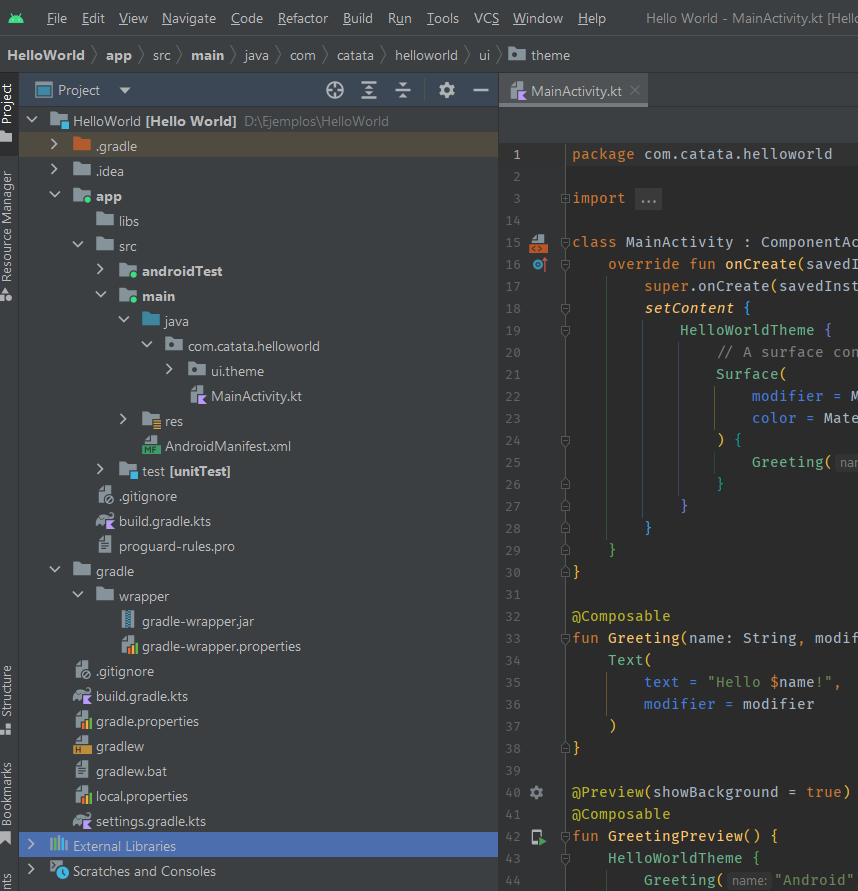 File Edit View Navigate Code Refactor Build Run Tools VCS Window Help Hello World - MainActivity.kt [Hello
HelloWorld app src main java com catata helloworld ui theme
Project
MainActivity.kt
Project
Resource Manager
Structure
Bookmarks
HelloWorld [Hello World] D:\Ejemplos\HelloWorld
.gradle
.idea
app
libs
src
androidTest
main
java
com.catata.helloworld
ui.theme
MainActivity.kt
res
MF AndroidManifest.xml
test [unitTest]
.gitignore
build.gradle.kts
proguard-rules.pro
gradle
wrapper
gradle-wrapper.jar
gradle-wrapper.properties
.gitignore
build.gradle.kts
gradle.properties
gradlew
gradlew.bat
local.properties
settings.gradle.kts
External Libraries
Scratches and Consoles
1 package com.catata.helloworld
2
3 import ...
14
15 class MainActivity : ComponentAc
16 override fun onCreate(savedI
17 super.onCreate(savedInst
18 setContent {
19 HelloWorldTheme {
20 // A surface con
21 Surface(
22 modifier = M
23 color = Mate
24 ) {
25 Greeting( nam
26 }
27 }
28 }
29 }
30 }
31
32 @Composable
33 fun Greeting(name: String, modif
34 Text(
35 text = "Hello $name!",
36 modifier = modifier
37 )
38 }
39
40 @Preview(showBackground = true)
41 @Composable
42 fun GreetingPreview() {
43 HelloWorldTheme {
44 Greeting( name: "Android"